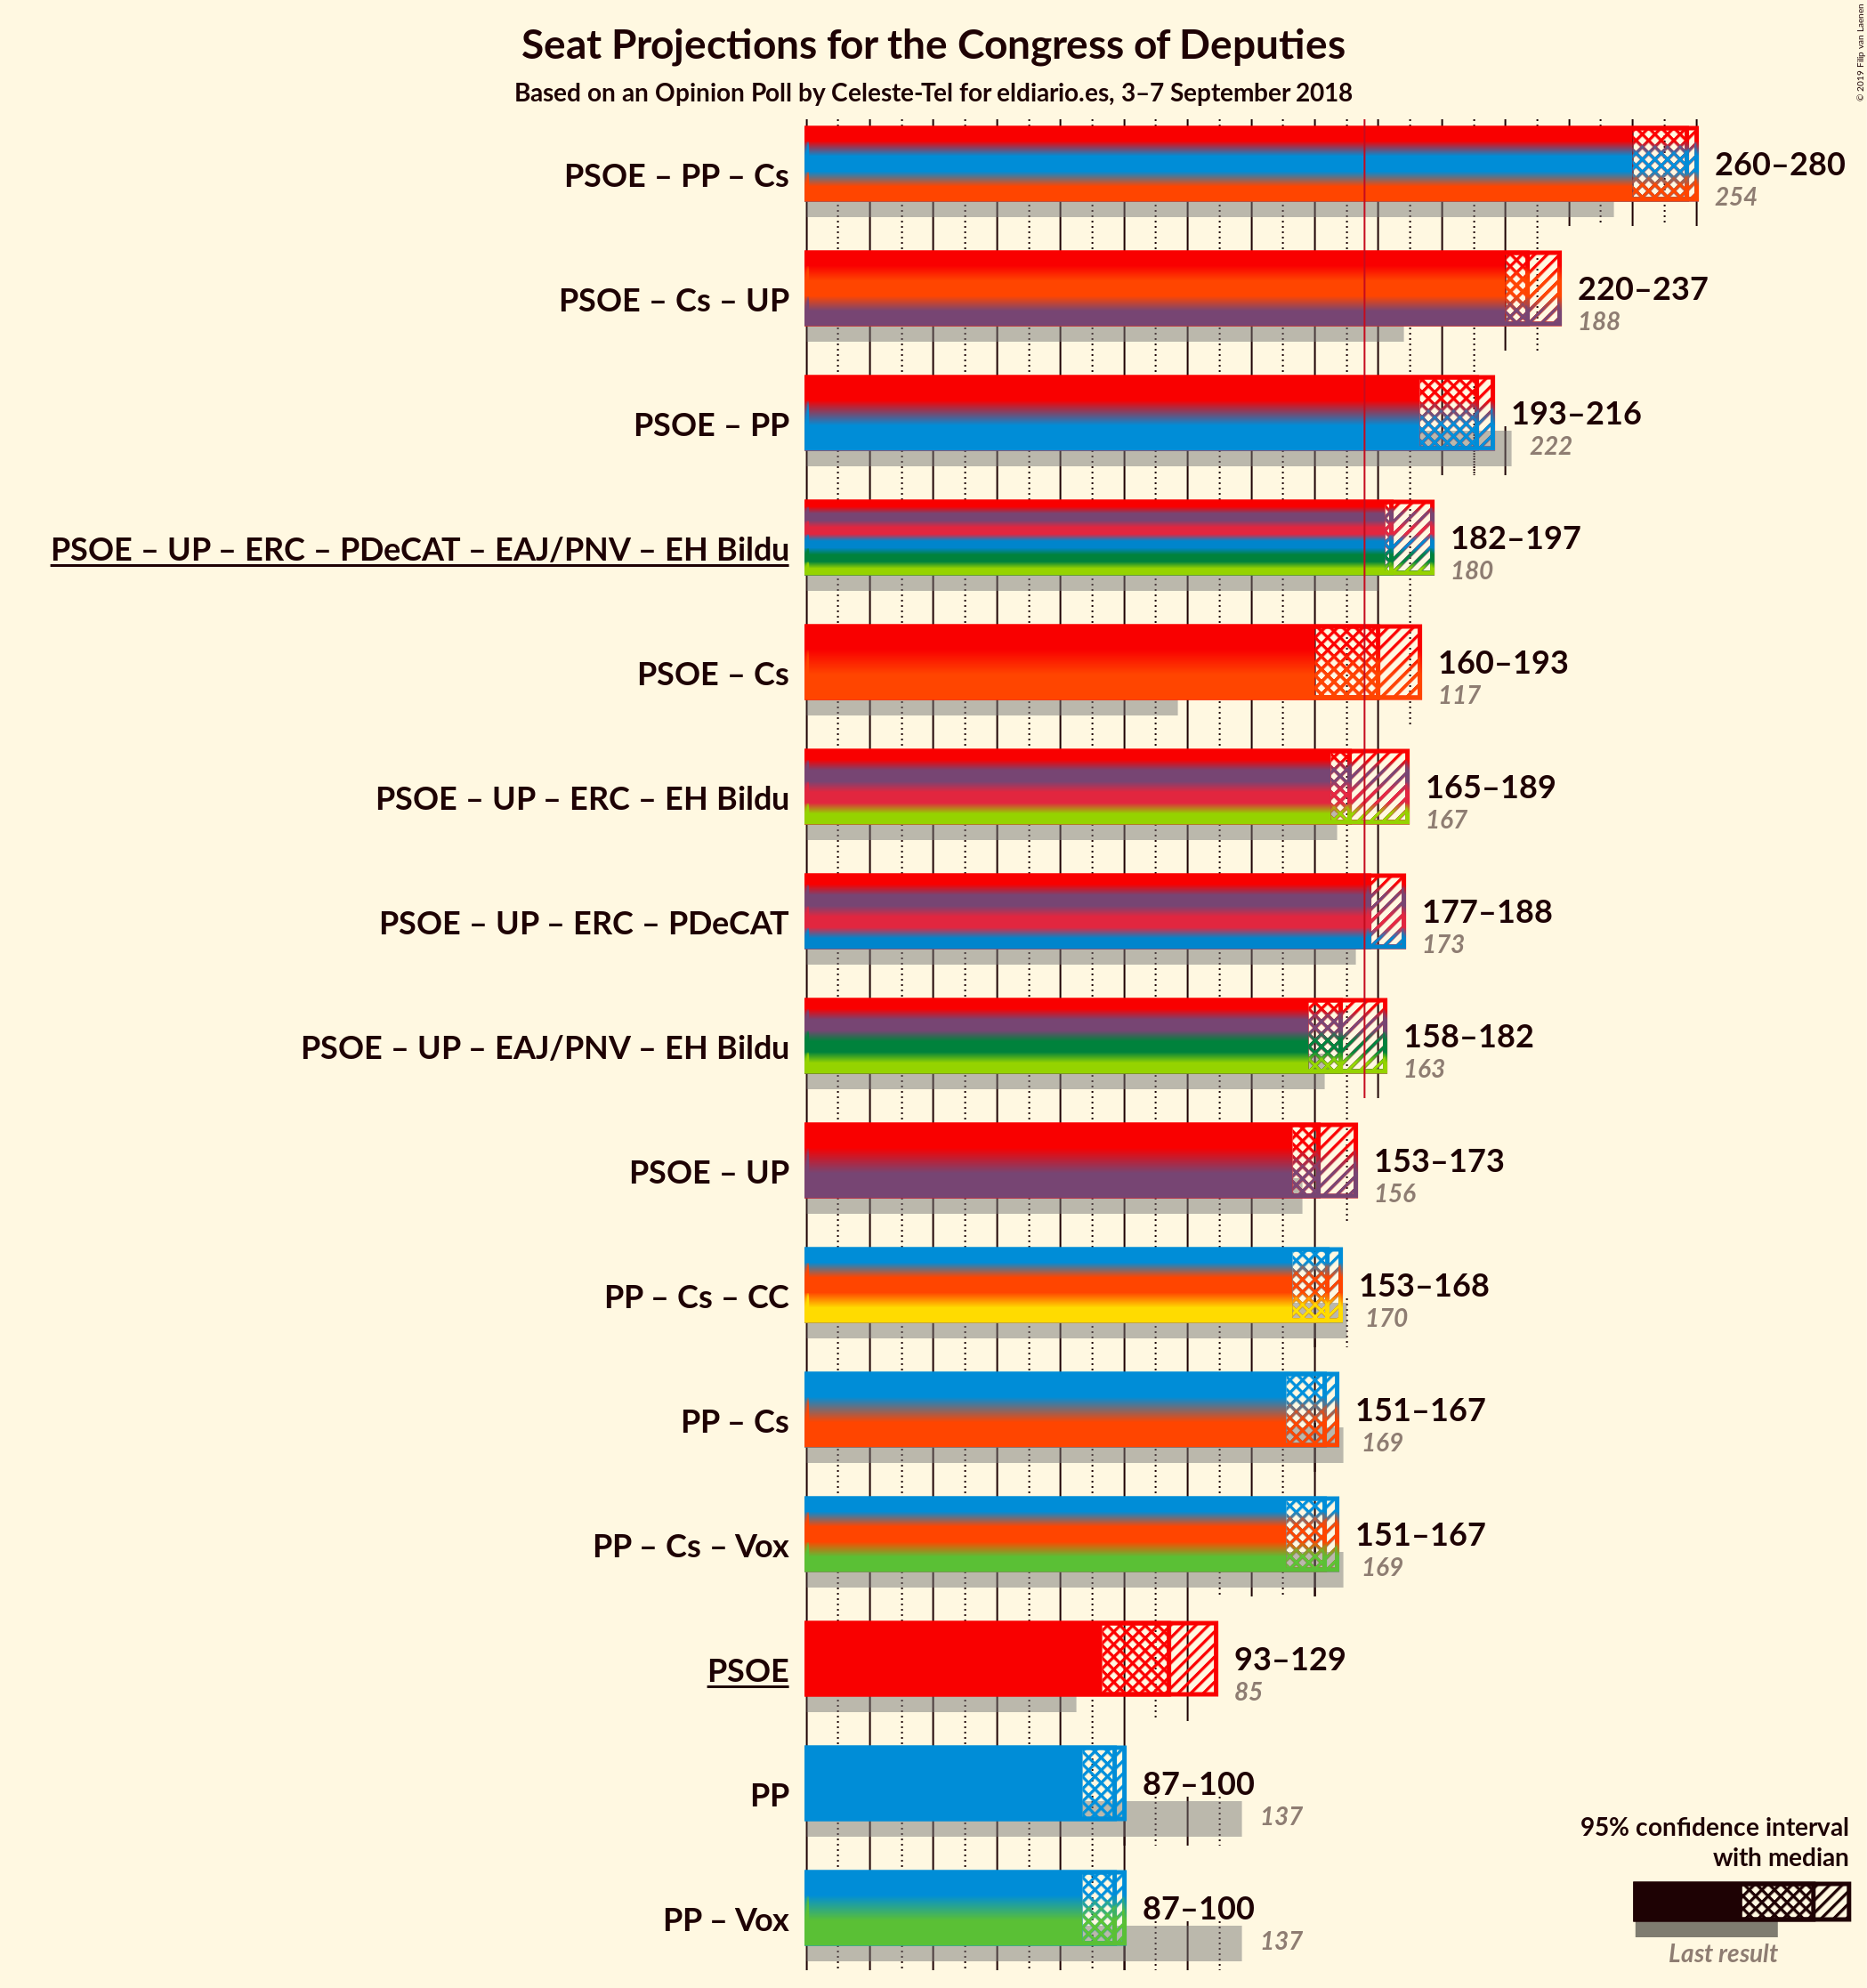 Seat Projections for the Congress of Deputies
Based on an Opinion Poll by Celeste-Tel for eldiario.es, 3–7 September 2018
© 2019 Filip van Laenen
PSOE – PP – Cs
260–280
254
PSOE – Cs – UP
220–237
188
PSOE – PP
193–216
222
PSOE – UP – ERC – PDeCAT – EAJ/PNV – EH Bildu
182–197
180
PSOE – Cs
160–193
117
PSOE – UP – ERC – EH Bildu
165–189
167
PSOE – UP – ERC – PDeCAT
177–188
173
PSOE – UP – EAJ/PNV – EH Bildu
158–182
163
PSOE – UP
153–173
156
PP – Cs – CC
153–168
170
PP – Cs
151–167
169
PP – Cs – Vox
151–167
169
PSOE
93–129
85
PP
87–100
137
PP – Vox
87–100
137
95% confidence interval
with median
Last result